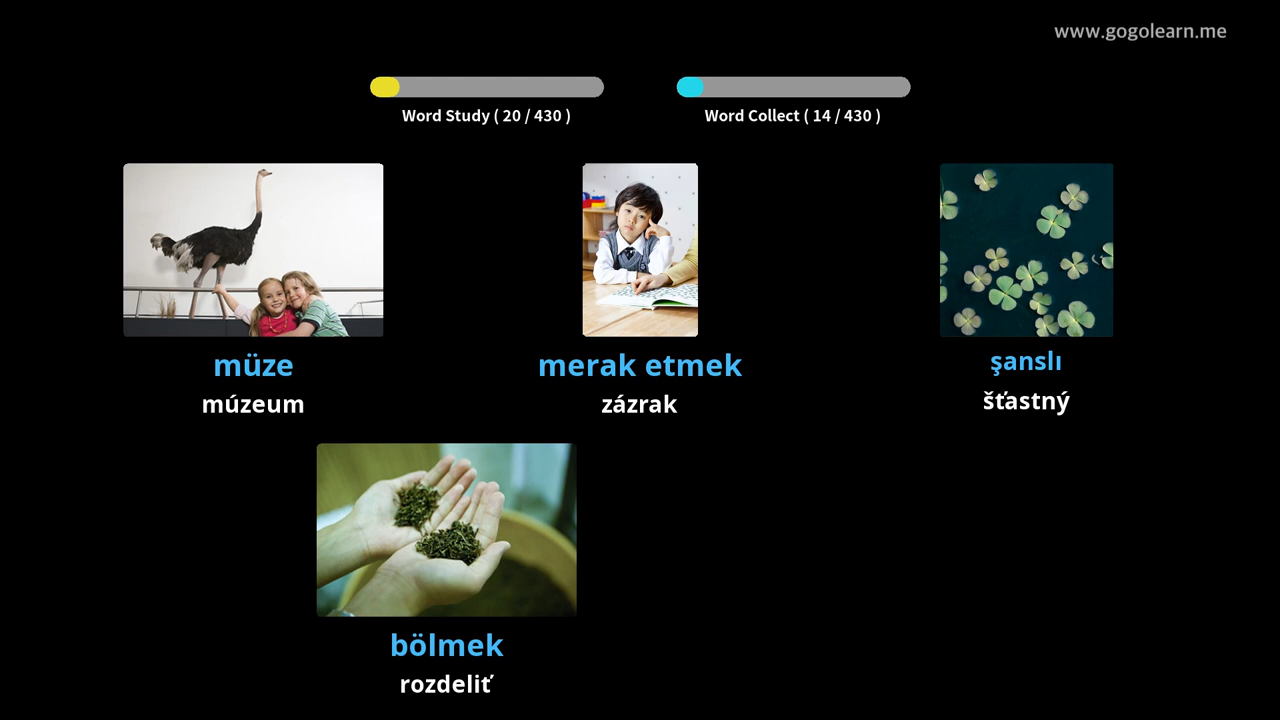 www.gogolearn.me
Word Study ( 20 / 430 )
Word Collect ( 14 / 430 )
müze
múzeum
merak etmek
zázrak
şanslı
šťastný
bölmek
rozdeliť